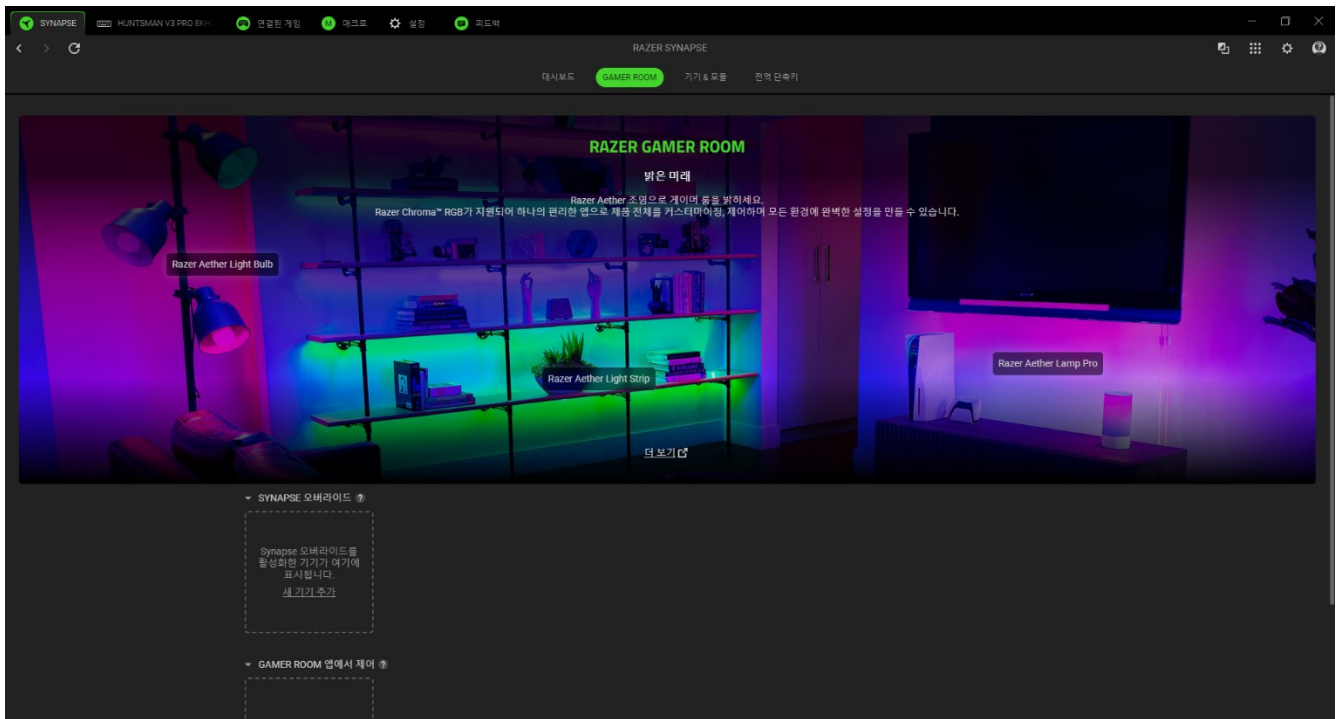 SYNAPSE
HUNTSMAN V3 PRO 8KHZ
연결된 게임
매크로
설정
피드백
RAZER SYNAPSE
대시보드
GAMER ROOM
기기 & 모듈
전역 단축키
RAZER GAMER ROOM
밝은 미래
Razer Aether 조명으로 게이머 룸을 밝히세요.
Razer Chroma™ RGB가 지원되어 하나의 편리한 앱으로 제품 전체를 커스터마이징, 제어하며 모든 환경에 완벽한 설정을 만들 수 있습니다.
Razer Aether Light Bulb
Razer Aether Lamp Pro
Razer Aether Light Strip
더 보기
SYNAPSE 오버라이드
Synapse 오버라이드를
활성화한 기기가 여기에
표시됩니다.
새 기기 추가
GAMER ROOM 앱에서 제어